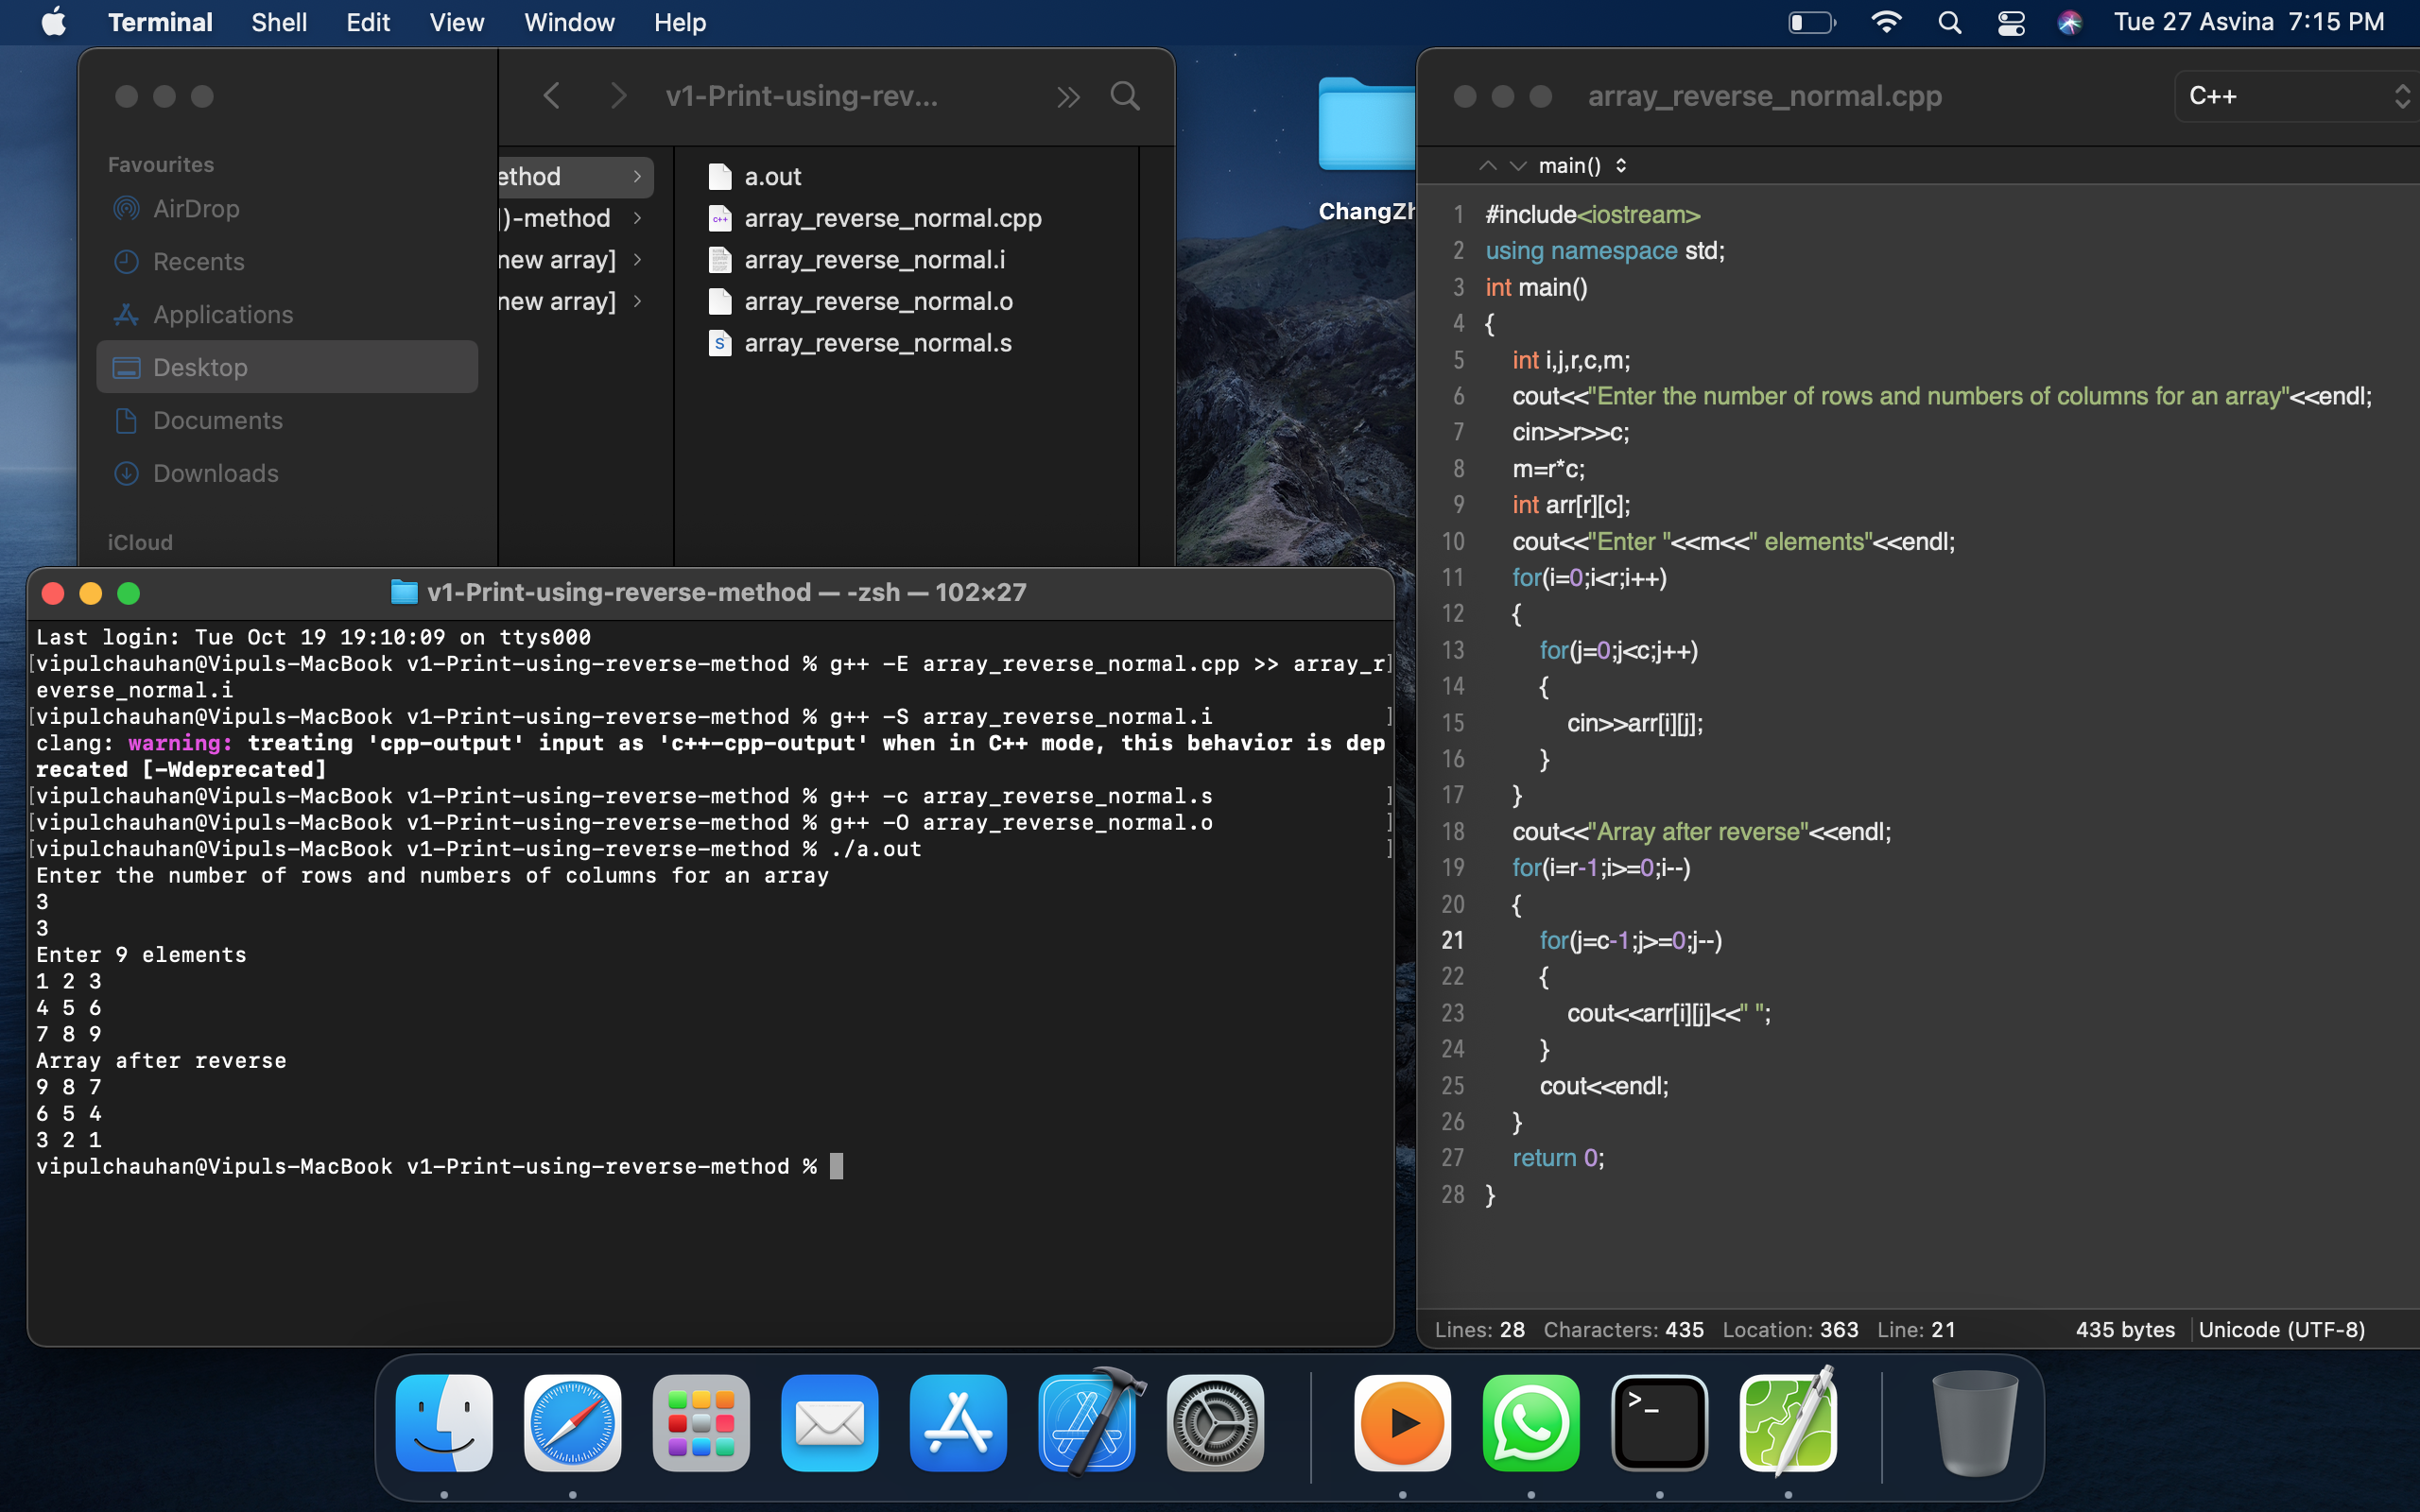 Terminal Shell Edit View Window Help Tue 27 Asvina 7:15 PM
v1-Print-using-rev...
Favourites
AirDrop
Recents
Applications
Desktop
Documents
Downloads
iCloud
ethod
)-method
new array]
new array]
a.out
array_reverse_normal.cpp
array_reverse_normal.i
array_reverse_normal.o
array_reverse_normal.s
ChangZh
v1-Print-using-reverse-method — -zsh — 102×27
Last login: Tue Oct 19 19:10:09 on ttys000
[vipulchauhan@Vipuls-MacBook v1-Print-using-reverse-method % g++ -E array_reverse_normal.cpp >> array_r]
everse_normal.i
[vipulchauhan@Vipuls-MacBook v1-Print-using-reverse-method % g++ -S array_reverse_normal.i ]
clang: warning: treating 'cpp-output' input as 'c++-cpp-output' when in C++ mode, this behavior is dep
recated [-Wdeprecated]
[vipulchauhan@Vipuls-MacBook v1-Print-using-reverse-method % g++ -c array_reverse_normal.s ]
[vipulchauhan@Vipuls-MacBook v1-Print-using-reverse-method % g++ -O array_reverse_normal.o ]
[vipulchauhan@Vipuls-MacBook v1-Print-using-reverse-method % ./a.out ]
Enter the number of rows and numbers of columns for an array
3
3
Enter 9 elements
1 2 3
4 5 6
7 8 9
Array after reverse
9 8 7
6 5 4
3 2 1
vipulchauhan@Vipuls-MacBook v1-Print-using-reverse-method %
array_reverse_normal.cpp C++
main()
1 #include<iostream>
2 using namespace std;
3 int main()
4 {
5 int i,j,r,c,m;
6 cout<<"Enter the number of rows and numbers of columns for an array"<<endl;
7 cin>>r>>c;
8 m=r*c;
9 int arr[r][c];
10 cout<<"Enter "<<m<<" elements"<<endl;
11 for(i=0;i<r;i++)
12 {
13 for(j=0;j<c;j++)
14 {
15 cin>>arr[i][j];
16 }
17 }
18 cout<<"Array after reverse"<<endl;
19 for(i=r-1;i>=0;i--)
20 {
21 for(j=c-1;j>=0;j--)
22 {
23 cout<<arr[i][j]<<" ";
24 }
25 cout<<endl;
26 }
27 return 0;
28 }
Lines: 28 Characters: 435 Location: 363 Line: 21 435 bytes Unicode (UTF-8)